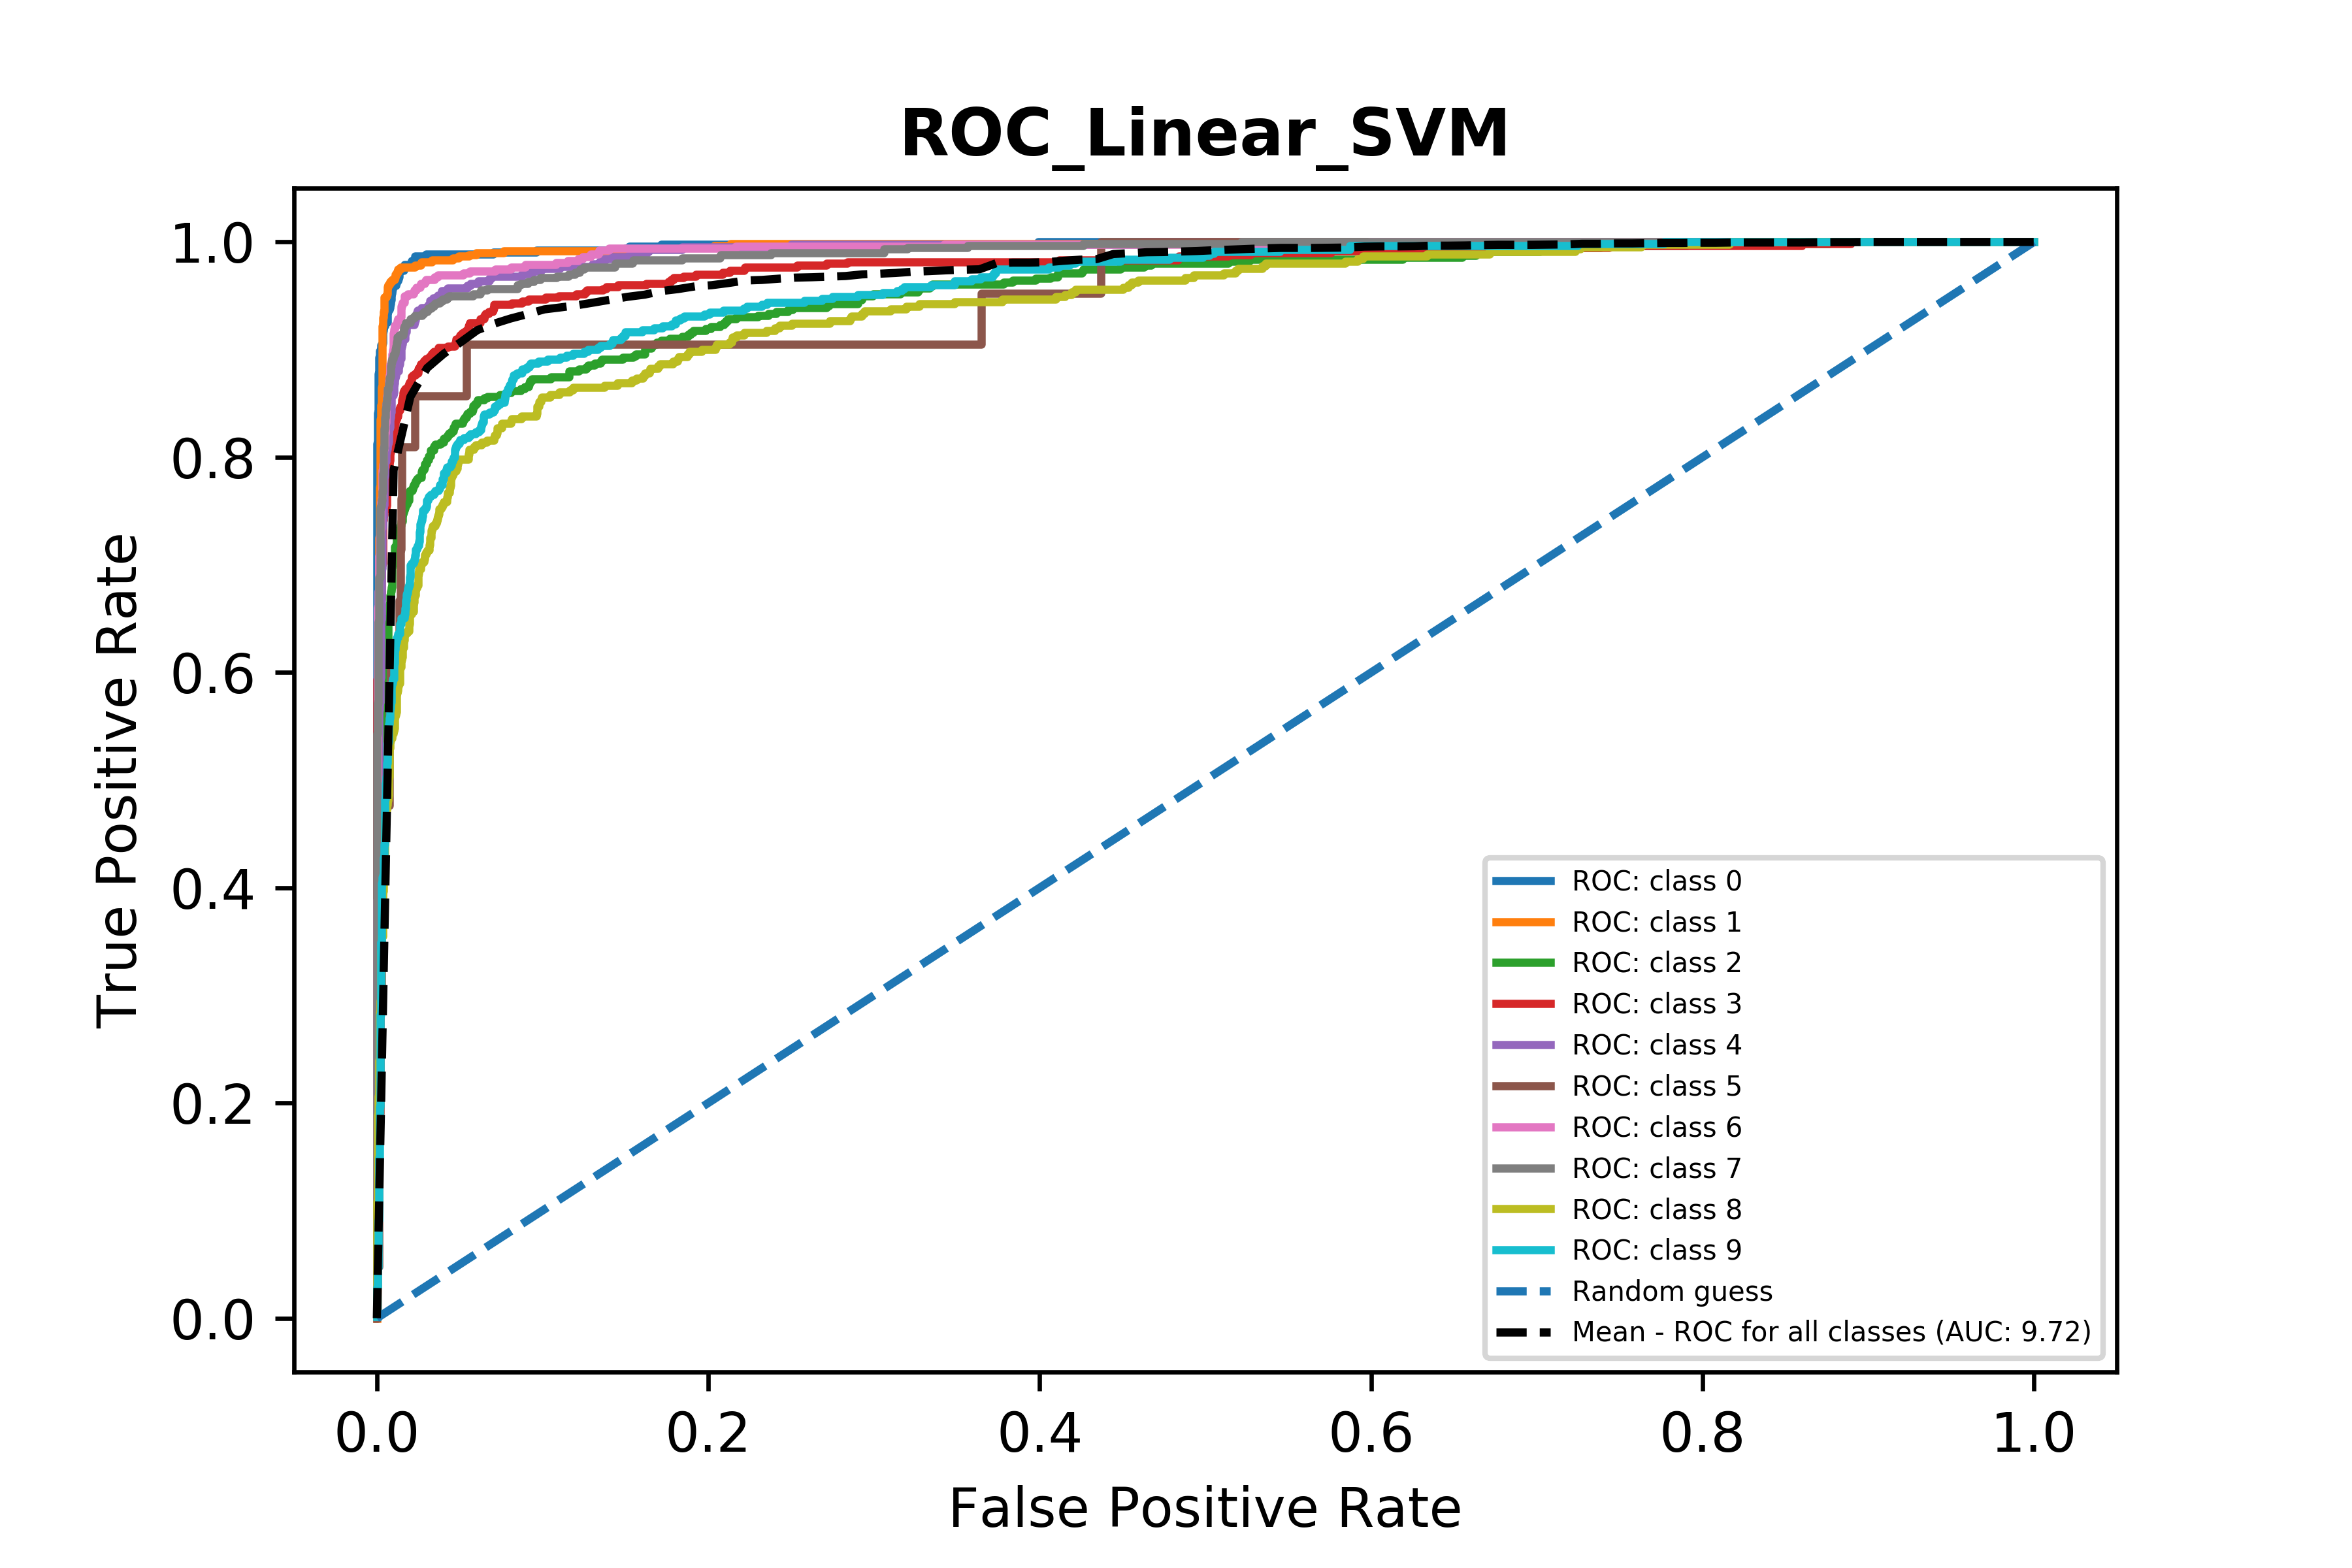 ROC_Linear_SVM
True Positive Rate
1.0
0.8
0.6
0.4
0.2
0.0
ROC: class 0
ROC: class 1
ROC: class 2
ROC: class 3
ROC: class 4
ROC: class 5
ROC: class 6
ROC: class 7
ROC: class 8
ROC: class 9
Random guess
Mean - ROC for all classes (AUC: 9.72)
0.0 0.2 0.4 0.6 0.8 1.0
False Positive Rate